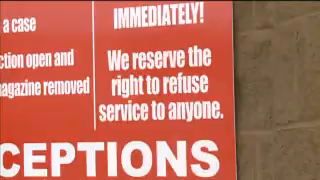 a case
ction open and
agazine removed
IMMEDIATELY!
We reserve the
right to refuse
service to anyone.
CEPTIONS